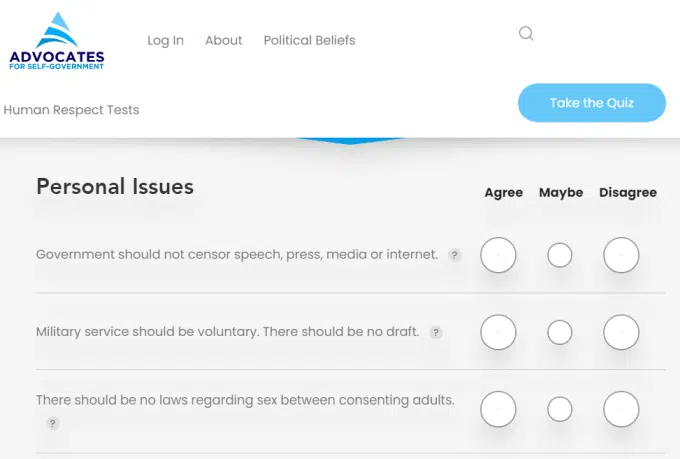 Log In About Political Beliefs
ADVOCATES
FOR SELF-GOVERNMENT
Human Respect Tests
Take the Quiz
Personal Issues
Agree Maybe Disagree
Government should not censor speech, press, media or internet. ?
Military service should be voluntary. There should be no draft. ?
There should be no laws regarding sex between consenting adults.
?